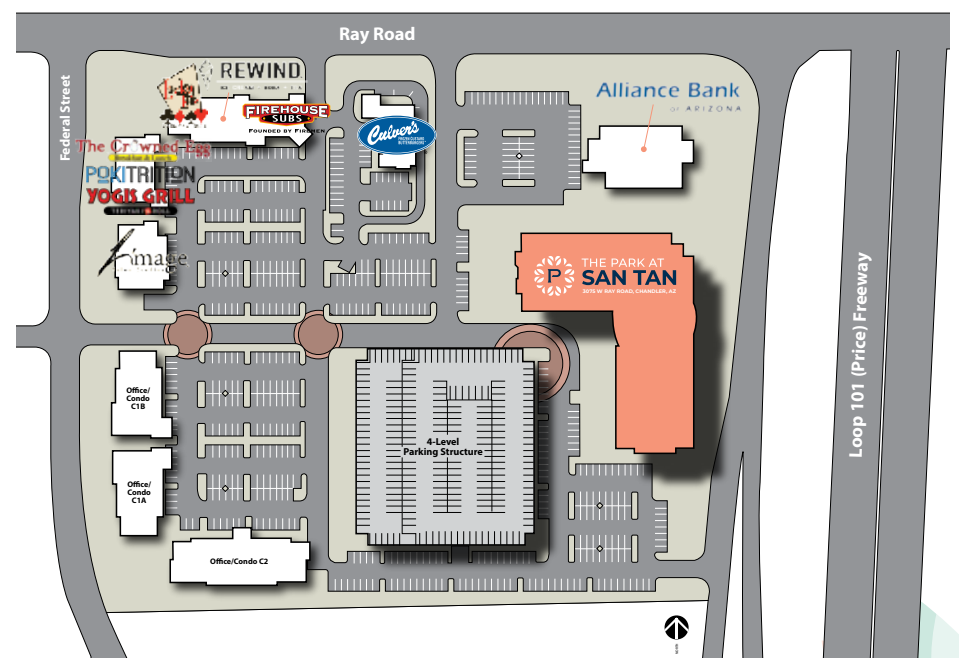 Ray Road
Federal Street
REWIND
FIREHOUSE
SUBS
FOUNDED BY FIREMEN
Culver's
Alliance Bank
OF ARIZONA
The Crowned Egg
Breakfast & Lunch
POKITRITION
YOGIS GRILL
image
P
THE PARK AT
SAN TAN
3075 W RAY ROAD, CHANDLER, AZ
Loop 101 (Price) Freeway
Office/
Condo
C1B
4-Level
Parking Structure
Office/
Condo
C1A
Office/Condo C2